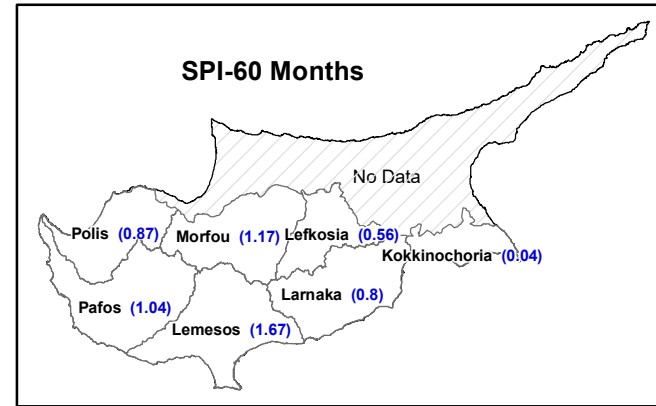 SPI-60 Months
No Data
Polis (0.87)
Morfou (1.17)
Lefkosia (0.56)
Kokkinochoria (0.04)
Pafos (1.04)
Larnaka (0.8)
Lemesos (1.67)